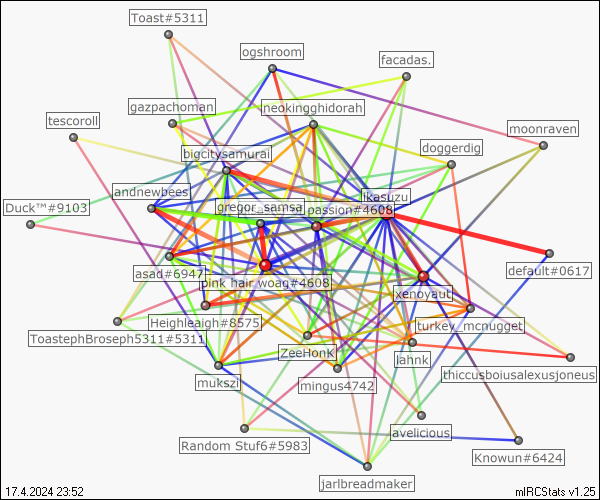 Toast#5311
ogshroom
facadas.
gazpachoman
neokingghidorah
tescoroll
moonraven
doggerdig
bigcitysamurai
andnewbees
likesuzu
Duck™#9103
gregor_samsa
passion#4608
asad#6947
default#0617
pink hair woag#4608
xenoyaut
Heighleaigh#8575
turkey_mcnugget
ToastephBroseph5311#5311
ZeeHonk
jahnk
mukszi
mingus4742
thiccusboiusalexusjoneus
avelicious
Random Stuf6#5983
Knowun#6424
jarlbreadmaker
17.4.2024 23:52
mIRCStats v1.25